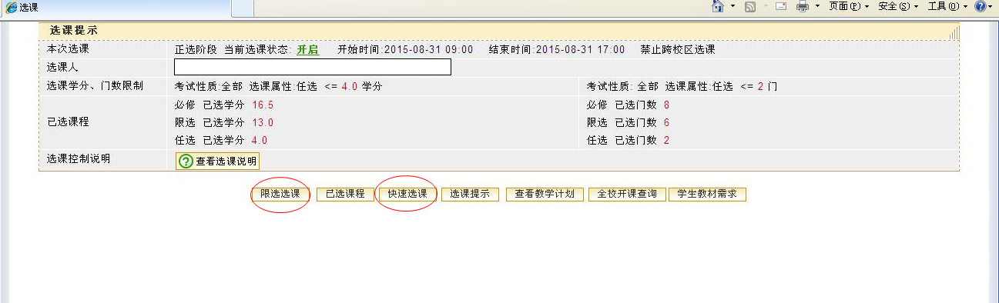 选课
页面(P) 安全(S) 工具(O)
选课提示
本次选课 正选阶段 当前选课状态: 开启 开始时间:2015-08-31 09:00 结束时间:2015-08-31 17:00 禁止跨校区选课
选课人
选课学分、门数限制 考试性质:全部 选课属性:任选 <= 4.0 学分 考试性质: 全部 选课属性:任选 <= 2 门
必修 已选学分 16.5 必修 已选门数 8
已选课程 限选 已选学分 13.0 限选 已选门数 6
任选 已选学分 4.0 任选 已选门数 2
选课控制说明 查看选课说明
限选选课 已选课程 快速选课 选课提示 查看教学计划 全校开课查询 学生教材需求